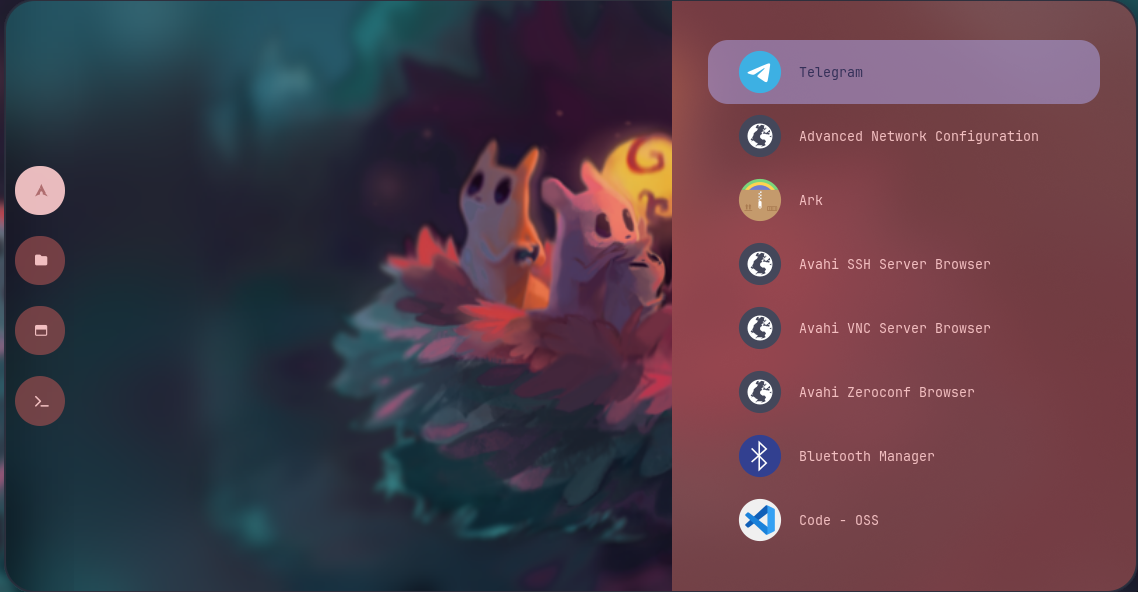 Telegram
Advanced Network Configuration
Ark
Avahi SSH Server Browser
Avahi VNC Server Browser
Avahi Zeroconf Browser
Bluetooth Manager
Code - OSS